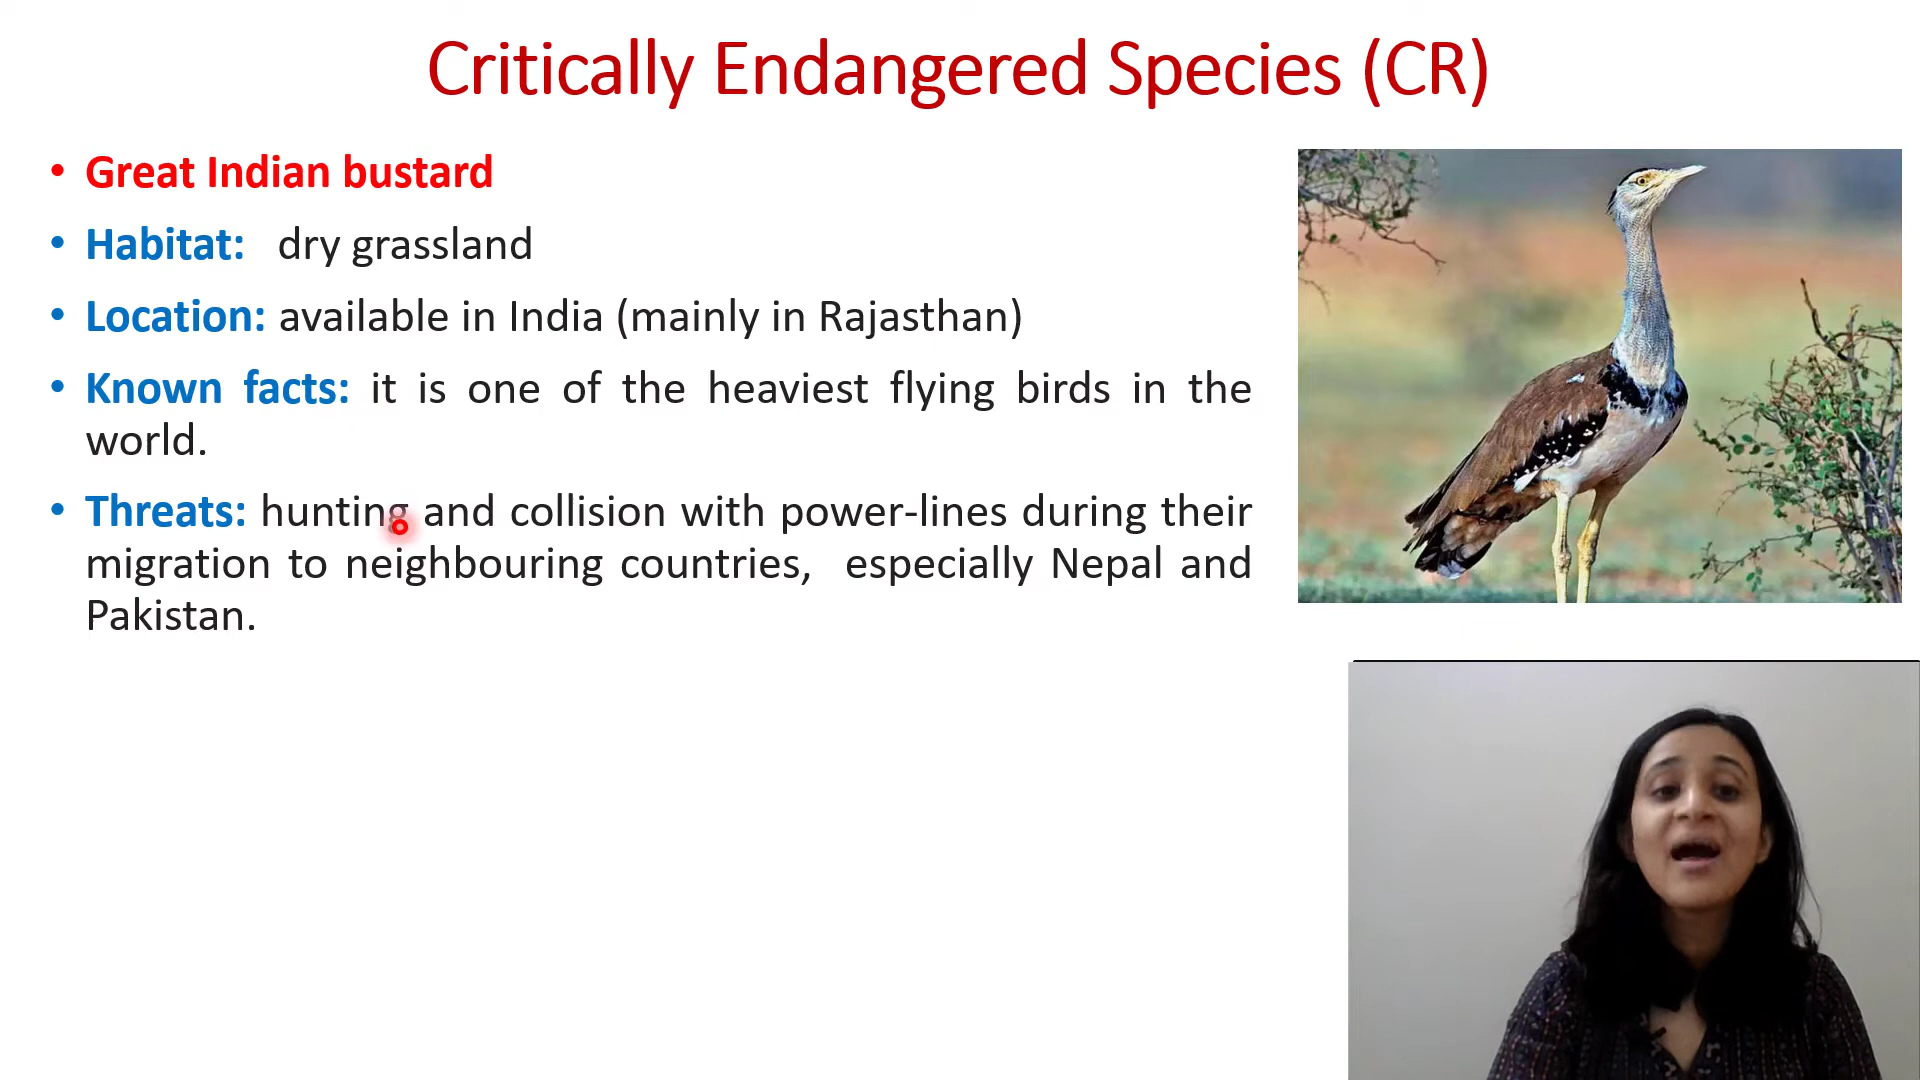 Critically Endangered Species (CR)
• Great Indian bustard
• Habitat: dry grassland
• Location: available in India (mainly in Rajasthan)
• Known facts: it is one of the heaviest flying birds in the
world.
• Threats: hunting and collision with power-lines during their
migration to neighbouring countries, especially Nepal and
Pakistan.